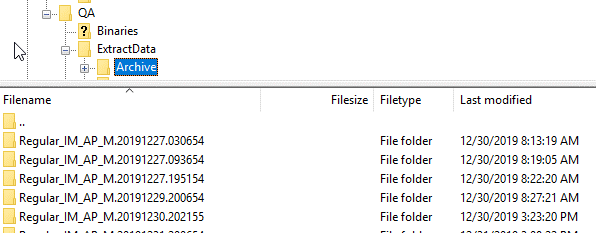 QA
Binaries
ExtractData
Archive
Filename Filesize Filetype Last modified
..
Regular_IM_AP_M.20191227.030654 File folder 12/30/2019 8:13:19 AM
Regular_IM_AP_M.20191227.093654 File folder 12/30/2019 8:19:05 AM
Regular_IM_AP_M.20191227.195154 File folder 12/30/2019 8:22:20 AM
Regular_IM_AP_M.20191229.200654 File folder 12/30/2019 8:27:21 AM
Regular_IM_AP_M.20191230.202155 File folder 12/30/2019 3:23:20 PM